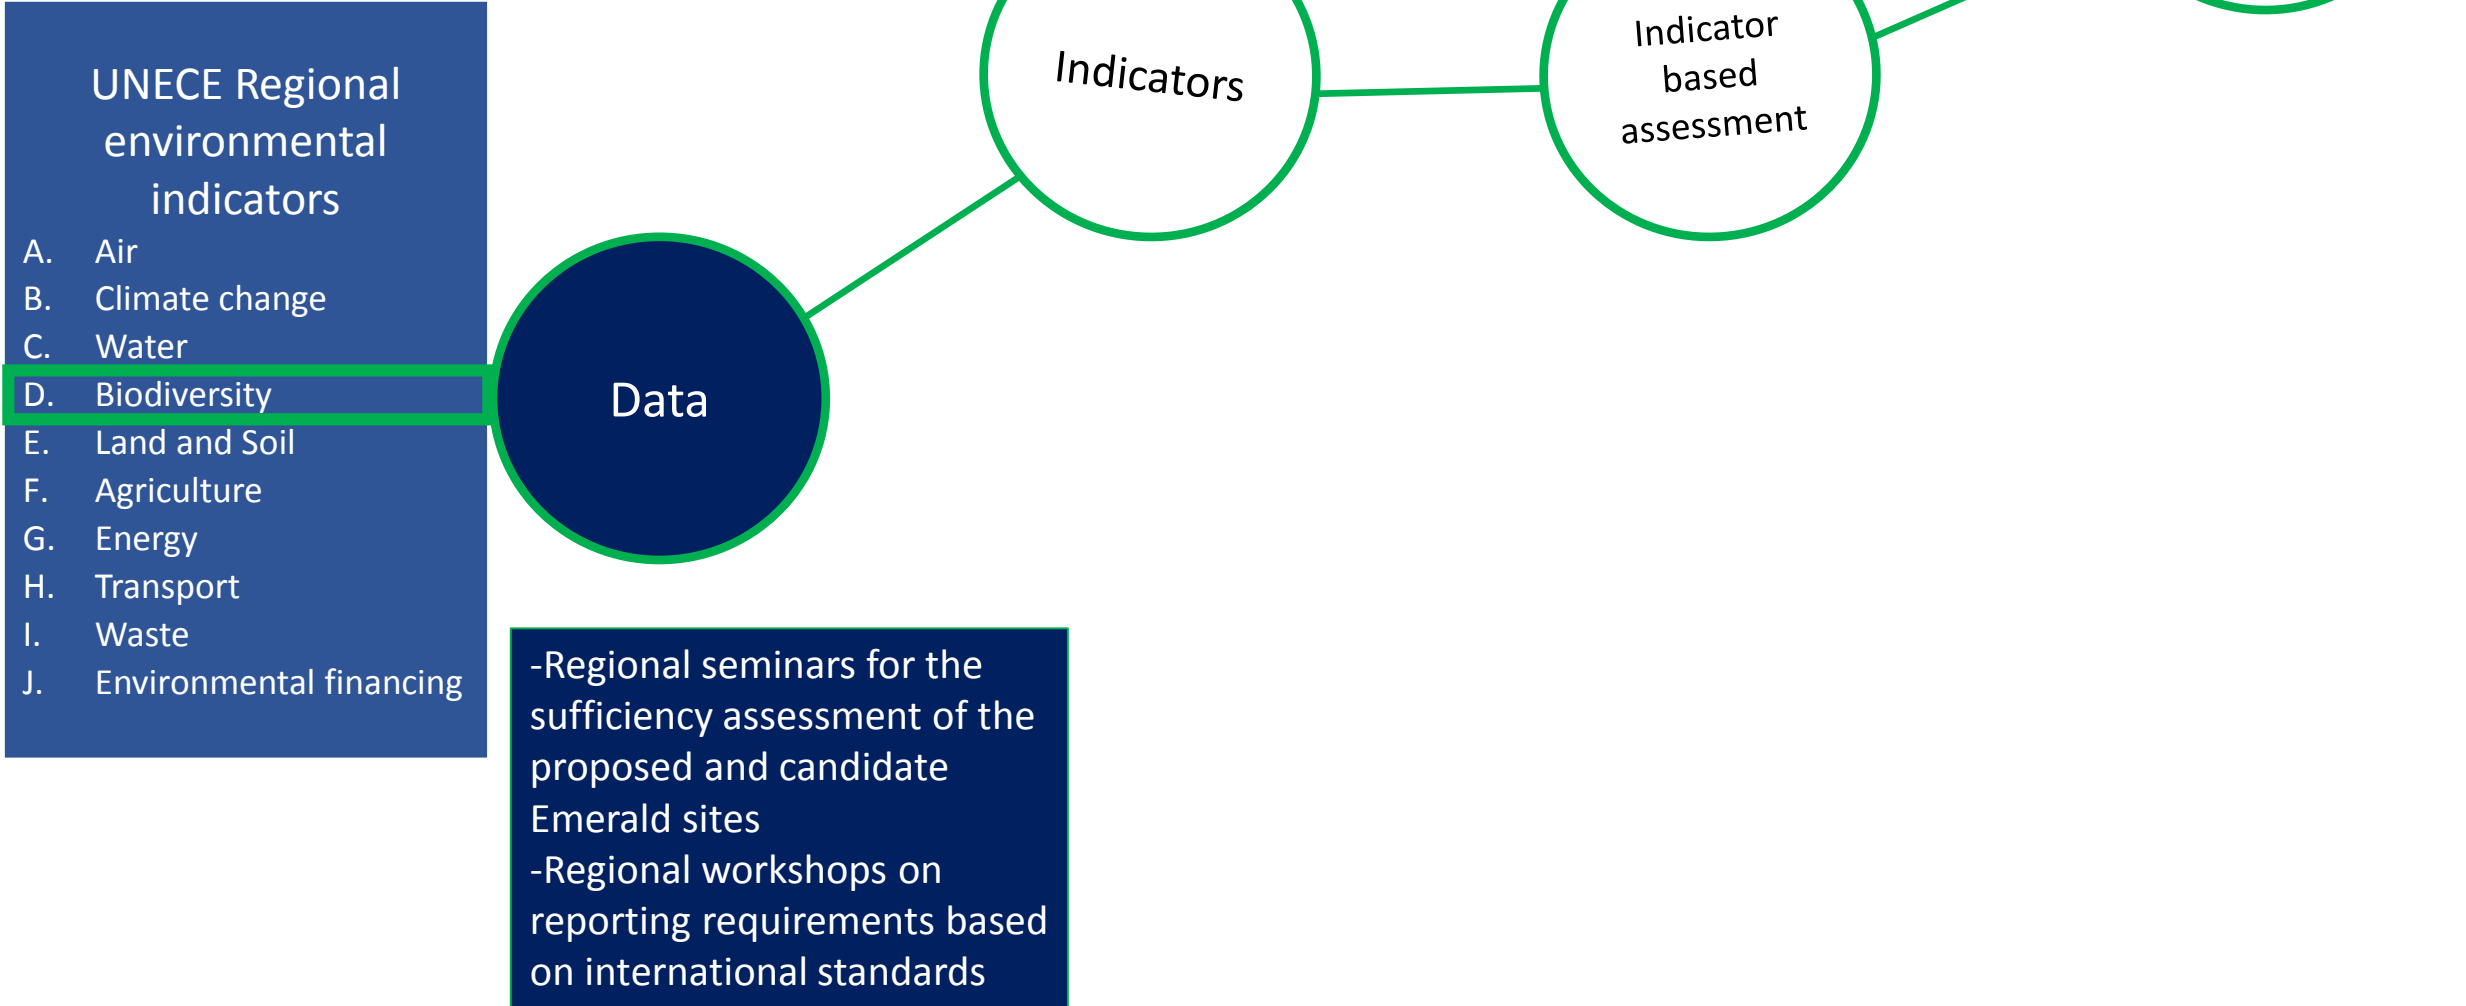 UNECE Regional
environmental
indicators
A. Air
B. Climate change
C. Water
D. Biodiversity
E. Land and Soil
F. Agriculture
G. Energy
H. Transport
I. Waste
J. Environmental financing
Data
Indicators
Indicator
based
assessment
-Regional seminars for the
sufficiency assessment of the
proposed and candidate
Emerald sites
-Regional workshops on
reporting requirements based
on international standards